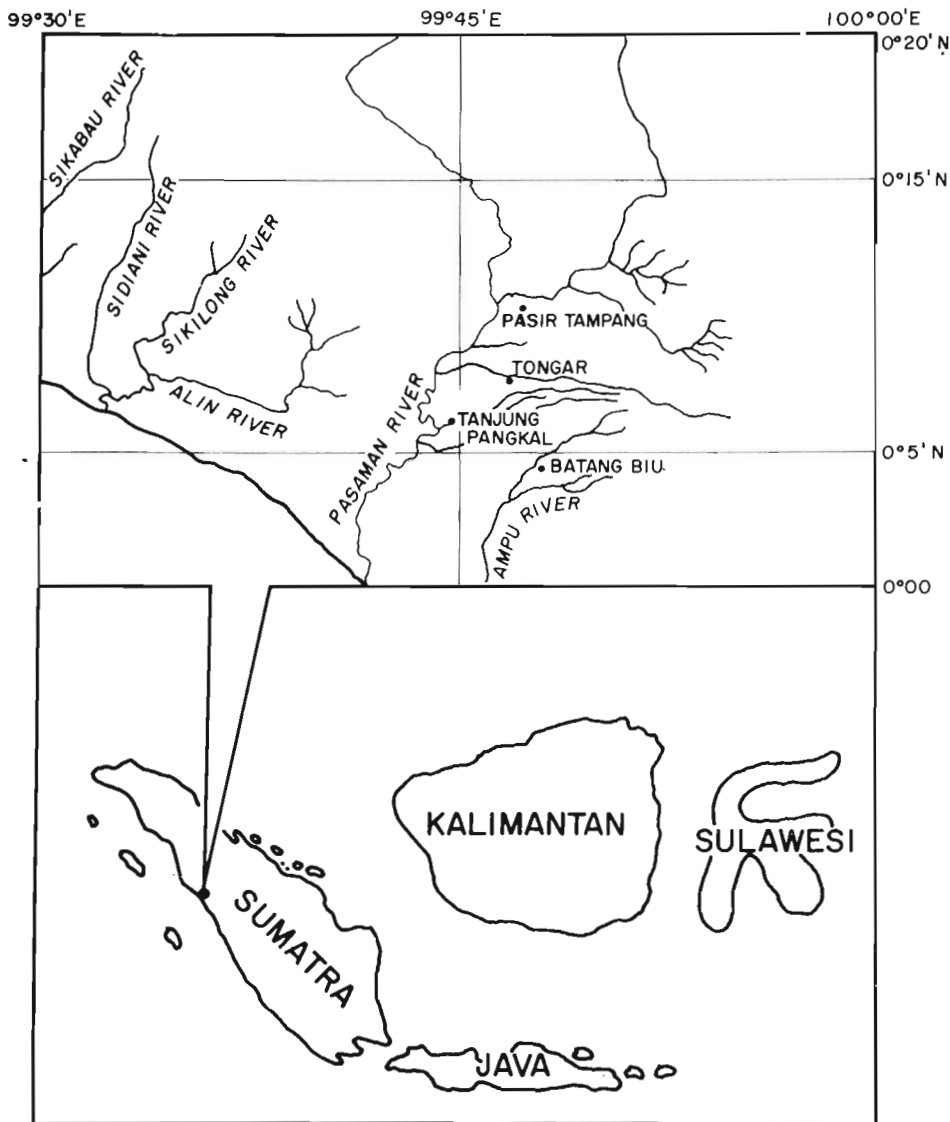 99°30'E
99°45'E
100°00'E
0°20'N
SIKABAU RIVER
0°15'N
SIDIANI RIVER
SIKILONG RIVER
PASIR TAMPANG
TONGAR
ALIN RIVER
PASAMAN RIVER
TANJUNG
PANGKAL
0°5'N
BATANG BIU
AMPU RIVER
0°00
KALIMANTAN
SULAWESI
SUMATRA
JAVA